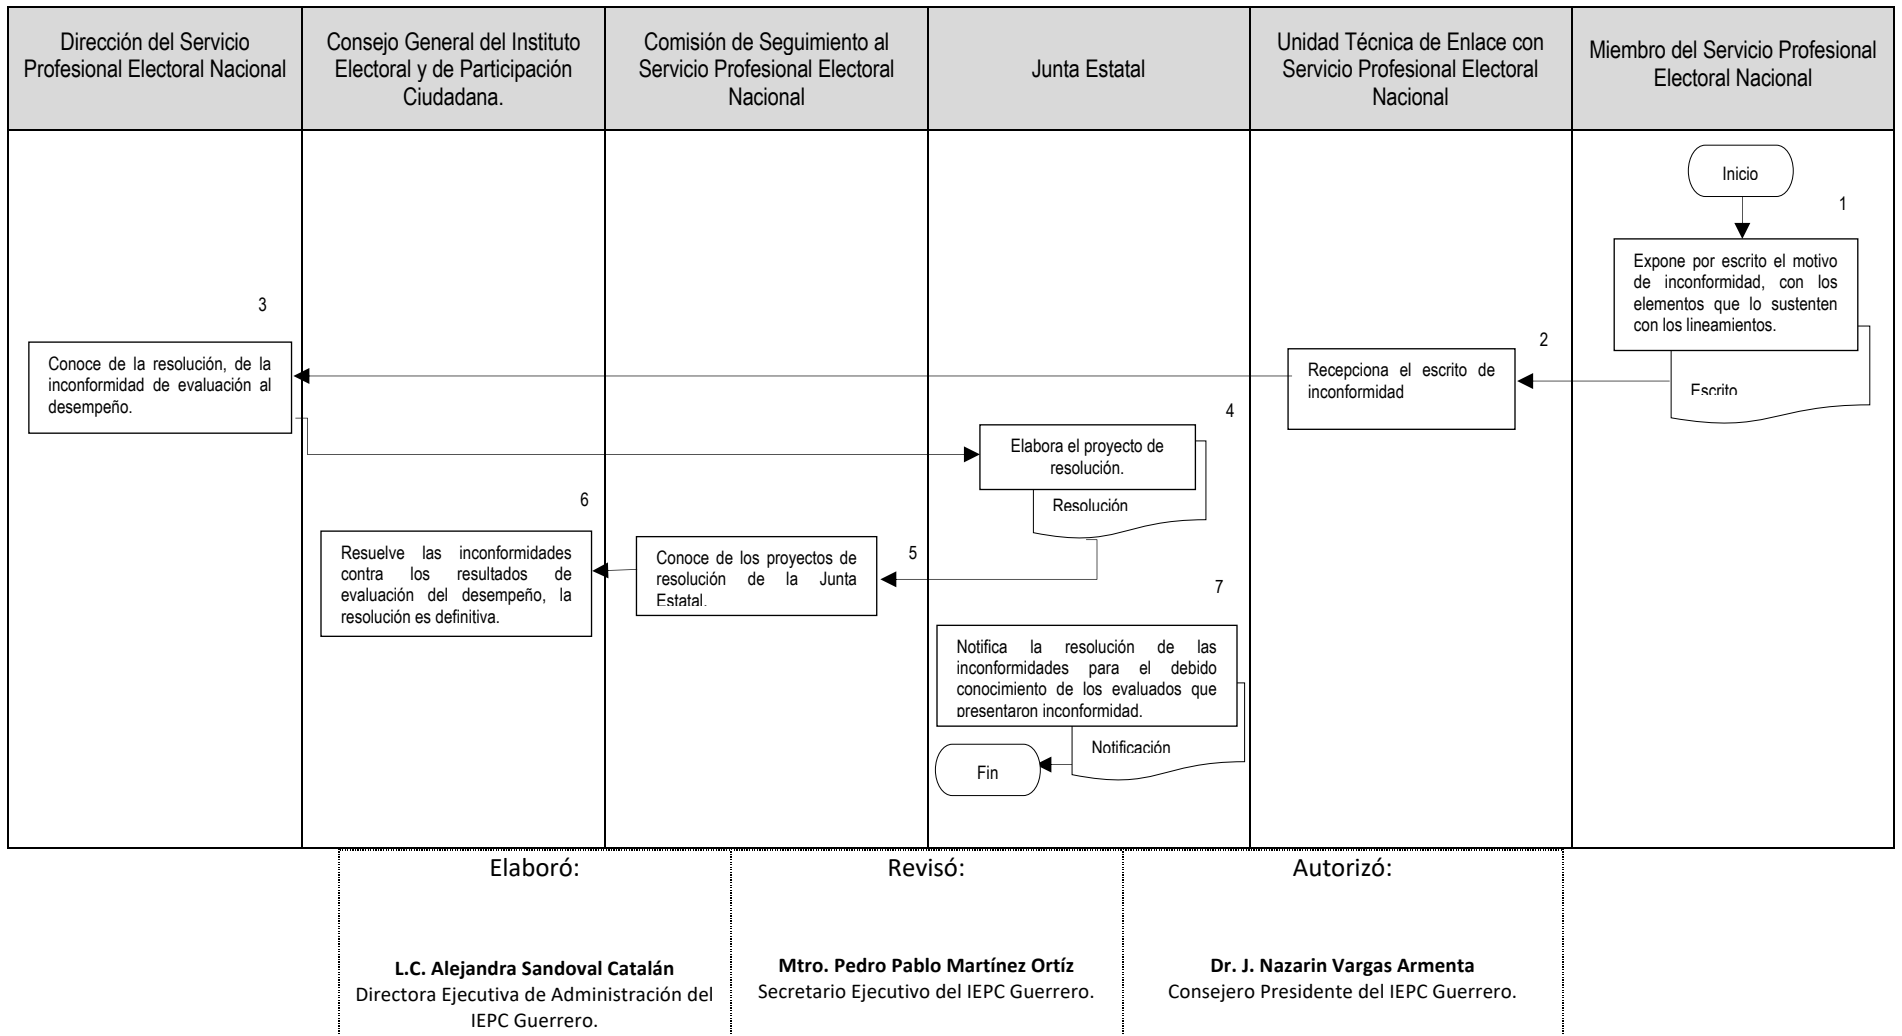 Dirección del Servicio
Profesional Electoral Nacional
Consejo General del Instituto
Electoral y de Participación
Ciudadana.
Comisión de Seguimiento al
Servicio Profesional Electoral
Nacional
Junta Estatal
Unidad Técnica de Enlace con
Servicio Profesional Electoral
Nacional
Miembro del Servicio Profesional
Electoral Nacional
Inicio
1
Expone por escrito el motivo
de inconformidad, con los
elementos que lo sustenten
con los lineamientos.
Escrito
2
Recepciona el escrito de
inconformidad
3
Conoce de la resolución, de la
inconformidad de evaluación al
desempeño.
4
Elabora el proyecto de
resolución.
Resolución
5
Conoce de los proyectos de
resolución de la Junta
Estatal.
6
Resuelve las inconformidades
contra los resultados de
evaluación del desempeño, la
resolución es definitiva.
7
Notifica la resolución de las
inconformidades para el debido
conocimiento de los evaluados que
presentaron inconformidad.
Notificación
Fin
Elaboró:
L.C. Alejandra Sandoval Catalán
Directora Ejecutiva de Administración del
IEPC Guerrero.
Revisó:
Mtro. Pedro Pablo Martínez Ortíz
Secretario Ejecutivo del IEPC Guerrero.
Autorizó:
Dr. J. Nazarin Vargas Armenta
Consejero Presidente del IEPC Guerrero.